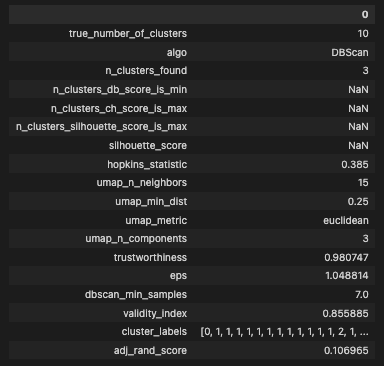 0
true_number_of_clusters 10
algo DBScan
n_clusters_found 3
n_clusters_db_score_is_min NaN
n_clusters_ch_score_is_max NaN
n_clusters_silhouette_score_is_max NaN
silhouette_score NaN
hopkins_statistic 0.385
umap_n_neighbors 15
umap_min_dist 0.25
umap_metric euclidean
umap_n_components 3
trustworthiness 0.980747
eps 1.048814
dbscan_min_samples 7.0
validity_index 0.855885
cluster_labels [0, 1, 1, 1, 1, 1, 1, 1, 1, 1, 1, 1, 1, 2, 1, ...
adj_rand_score 0.106965